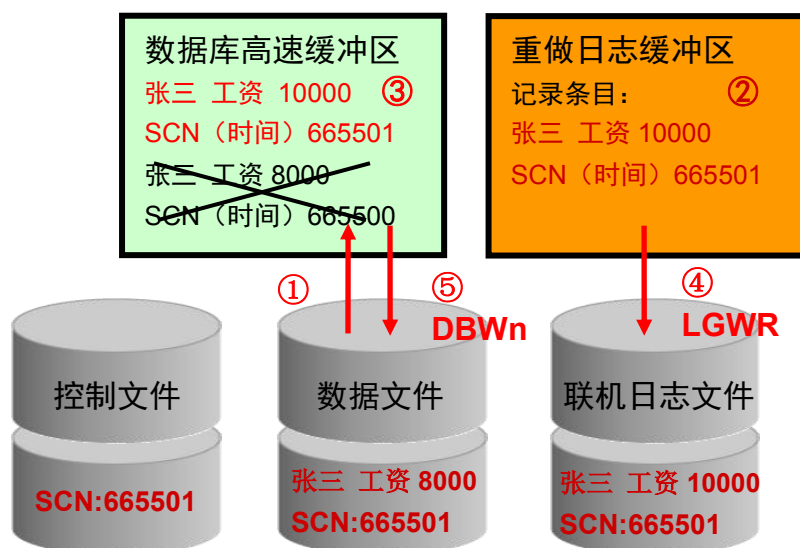 数据库高速缓冲区
张三 工资 10000 ③
SCN（时间）665501
张三 工资 8000
SCN（时间）665500
重做日志缓冲区
记录条目： ②
张三 工资 10000
SCN（时间）665501
①
⑤
DBWn
④
LGWR
控制文件
SCN:665501
数据文件
张三 工资 8000
SCN:665501
联机日志文件
张三 工资 10000
SCN:665501